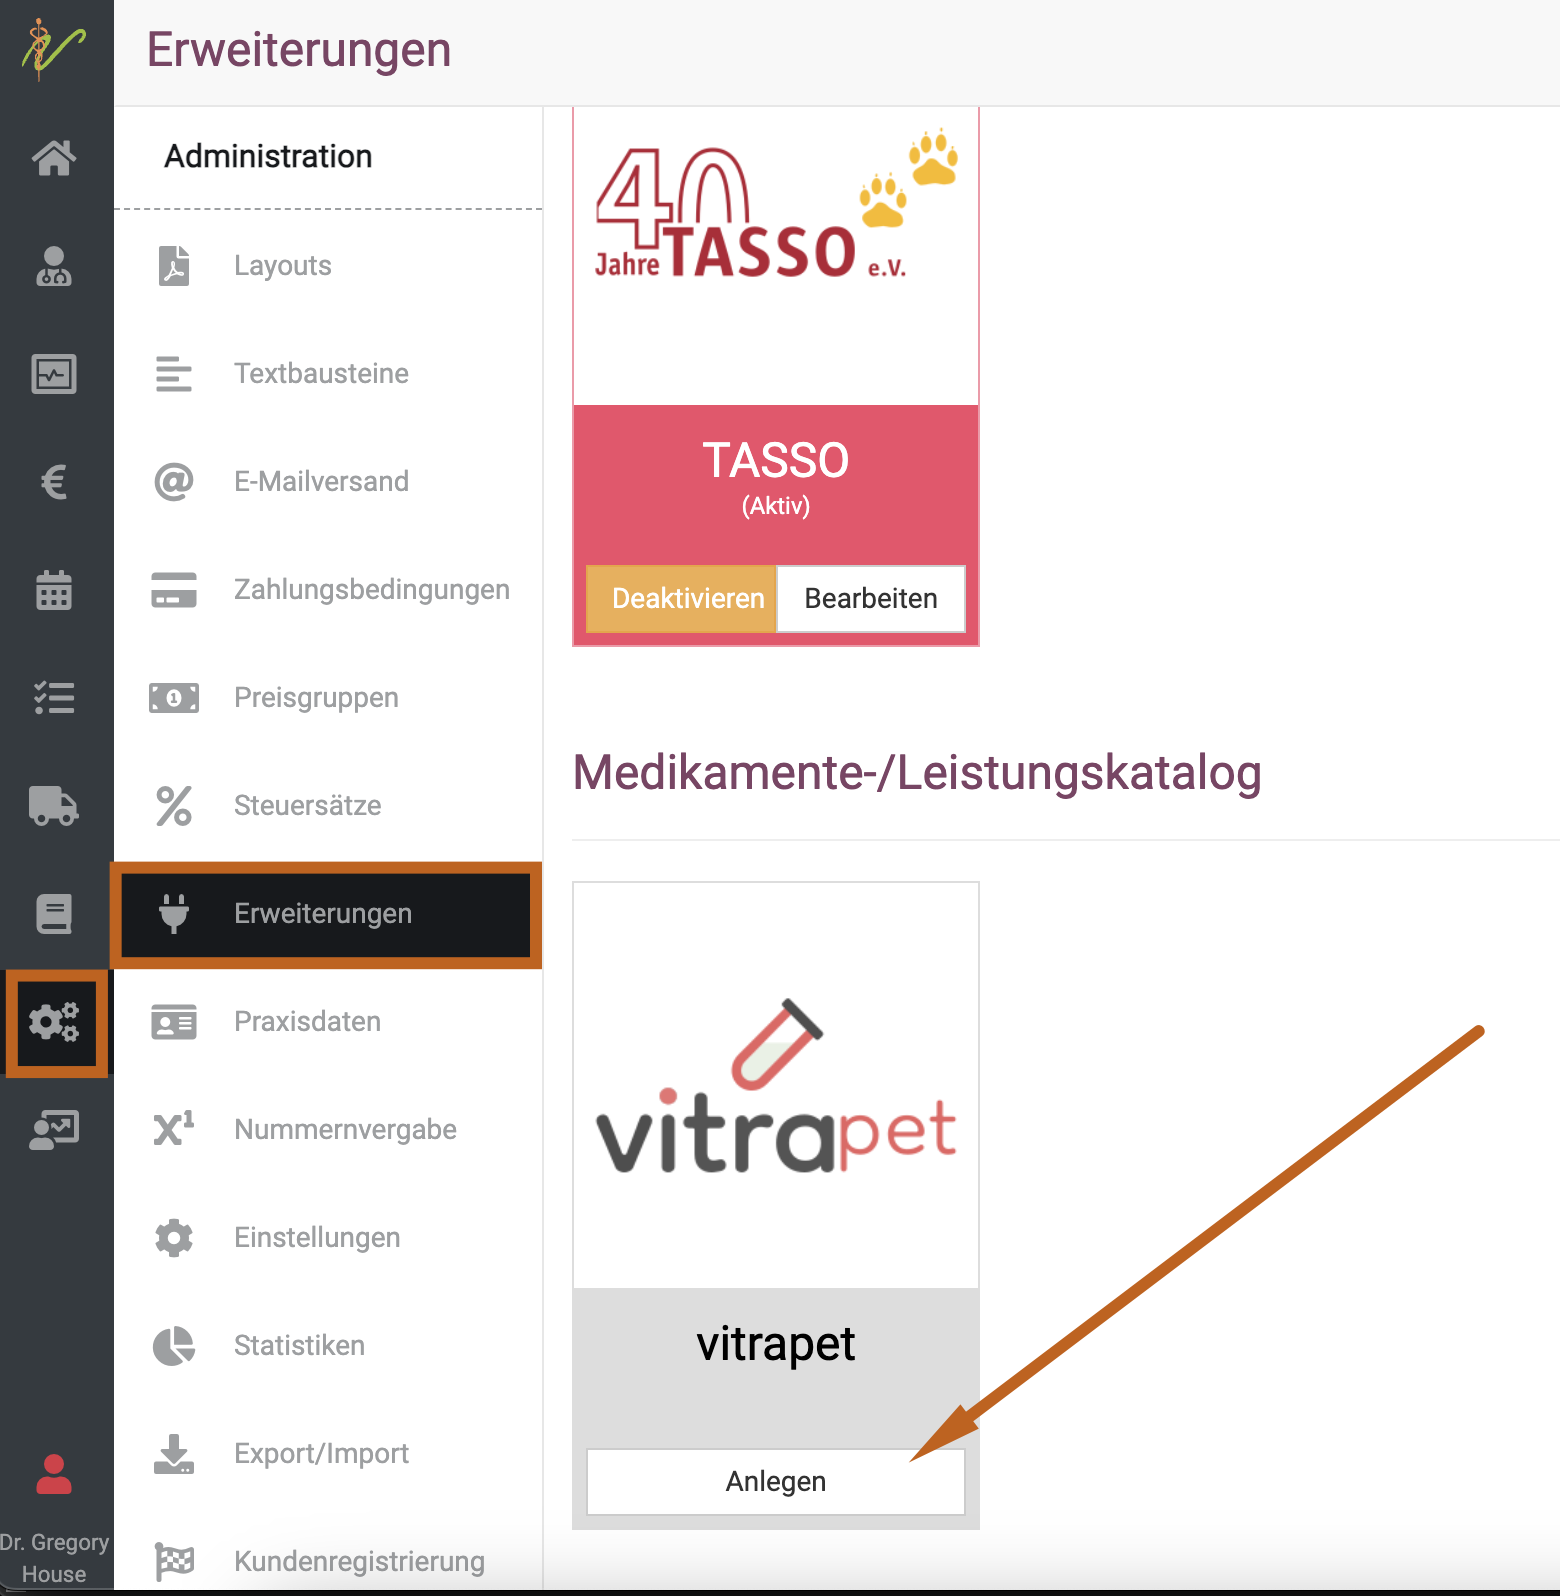 Erweiterungen
Administration
Layouts
Textbausteine
E-Mailversand
Zahlungsbedingungen
Preisgruppen
Steuersätze
Erweiterungen
Praxisdaten
Nummernvergabe
Einstellungen
Statistiken
Export/Import
Kundenregistrierung
Dr. Gregory
House
40
Jahre TASSO e.V.
TASSO
(Aktiv)
Deaktivieren
Bearbeiten
Medikamente-/Leistungskatalog
vitrapet
vitrapet
Anlegen